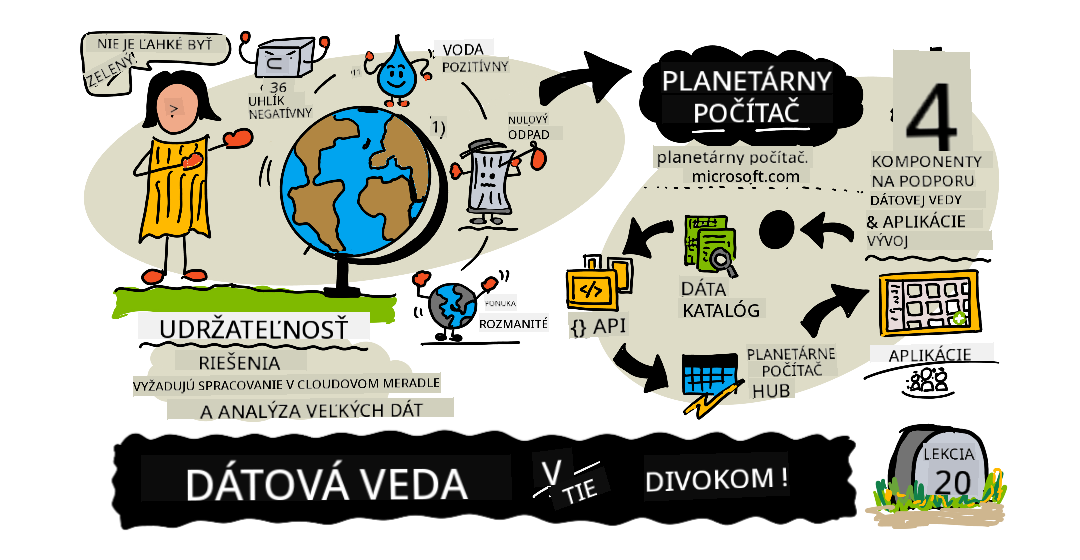 NIE JE ĽAHKÉ BYŤ
ZELENÝ!
36
UHLÍK
NEGATÍVNY
VODA
POZITÍVNY
1)
NULOVÝ
ODPAD
PONUKA
ROZMANITÉ
UDRŽATEĽNOSŤ
RIEŠENIA
VYŽADUJÚ SPRACOVANIE V CLOUDOVOM MERADLE
A ANALÝZA VEĽKÝCH DÁT
PLANETÁRNY
POČÍTAČ
planetárny počítač.
microsoft.com
4
KOMPONENTY
NA PODPORU
DÁTOVEJ VEDY
& APLIKÁCIE
VÝVOJ
DÁTA
KATALÓG
</>
{} API
PLANETÁRNE
POČÍTAČ
HUB
APLIKÁCIE
DÁTOVÁ VEDA
V
TIE
DIVOKOM !
LEKCIA
20